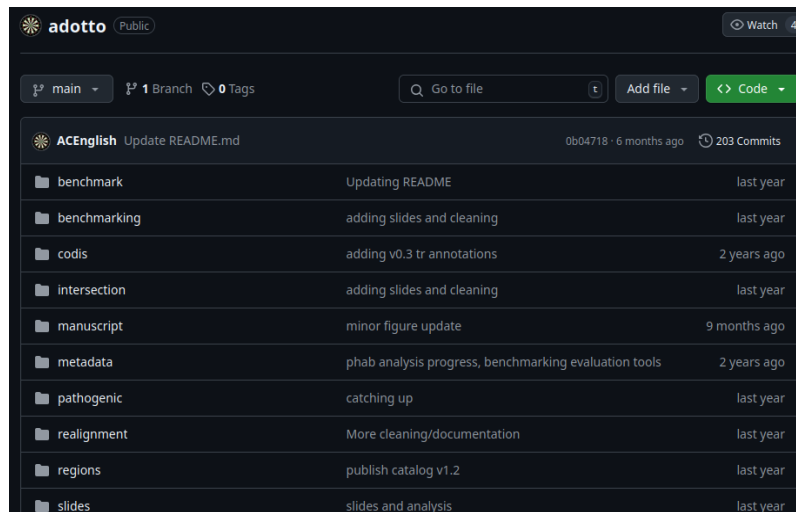 adotto Public Watch 4
main 1 Branch 0 Tags Go to file t Add file <> Code
ACEnglish Update README.md 0b04718 · 6 months ago 203 Commits
benchmark Updating README last year
benchmarking adding slides and cleaning last year
codis adding v0.3 tr annotations 2 years ago
intersection adding slides and cleaning last year
manuscript minor figure update 9 months ago
metadata phab analysis progress, benchmarking evaluation tools 2 years ago
pathogenic catching up last year
realignment More cleaning/documentation last year
regions publish catalog v1.2 last year
slides slides and analysis last year